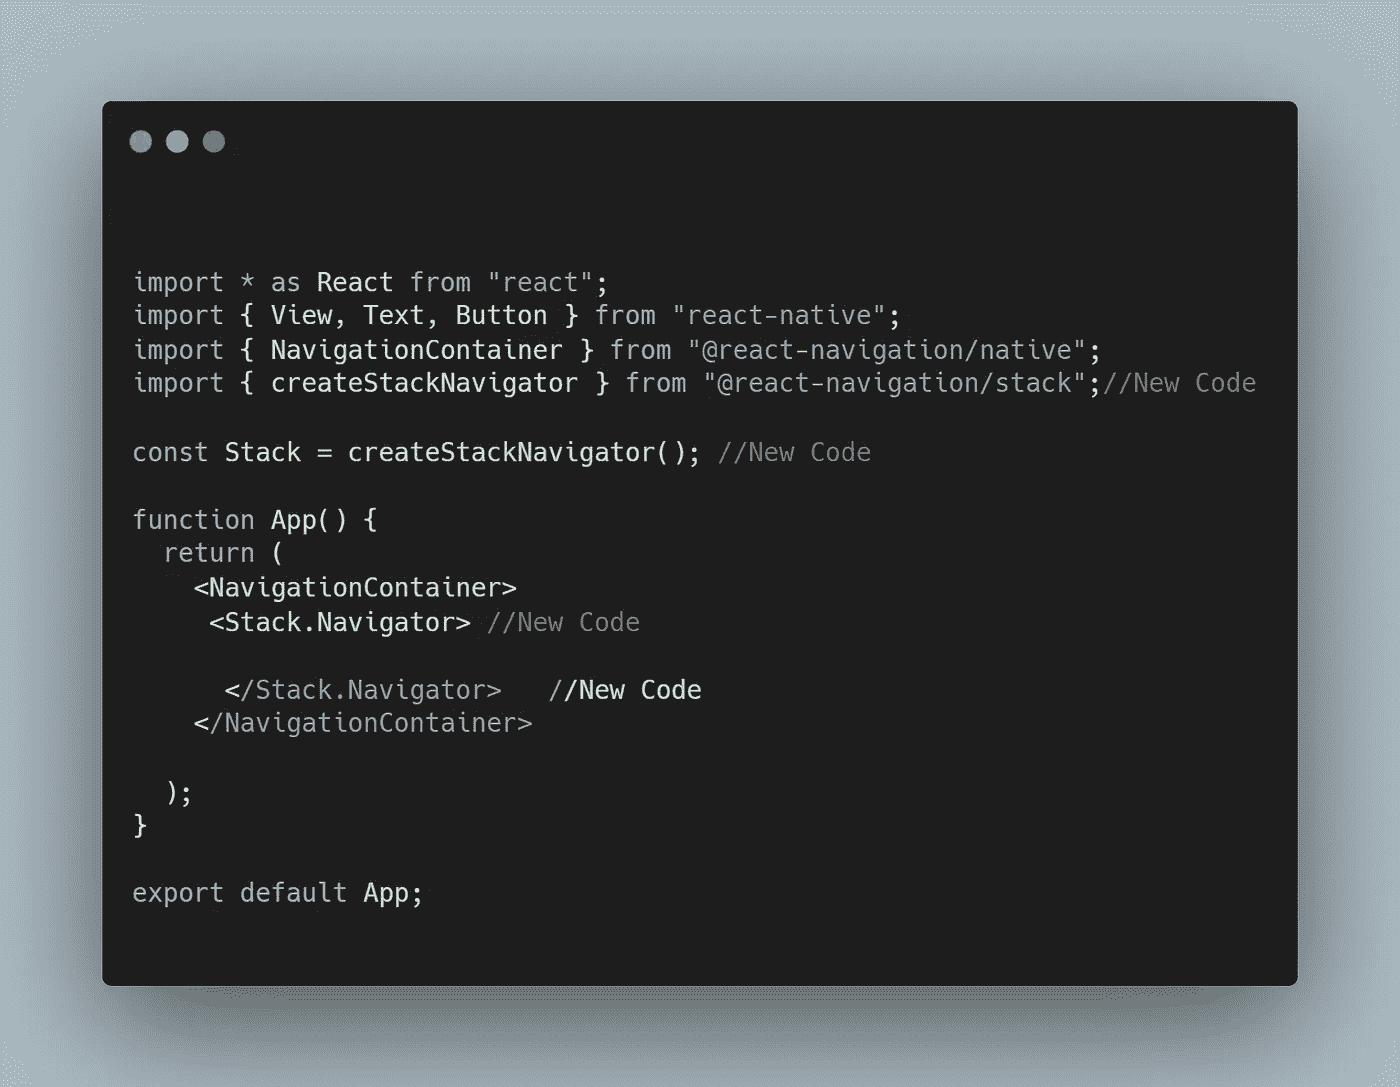 import * as React from "react";
import { View, Text, Button } from "react-native";
import { NavigationContainer } from "@react-navigation/native";
import { createStackNavigator } from "@react-navigation/stack";//New Code
const Stack = createStackNavigator(); //New Code
function App() {
  return (
    <NavigationContainer>
     <Stack.Navigator> //New Code
      </Stack.Navigator>   //New Code
    </NavigationContainer>
  );
}
export default App;